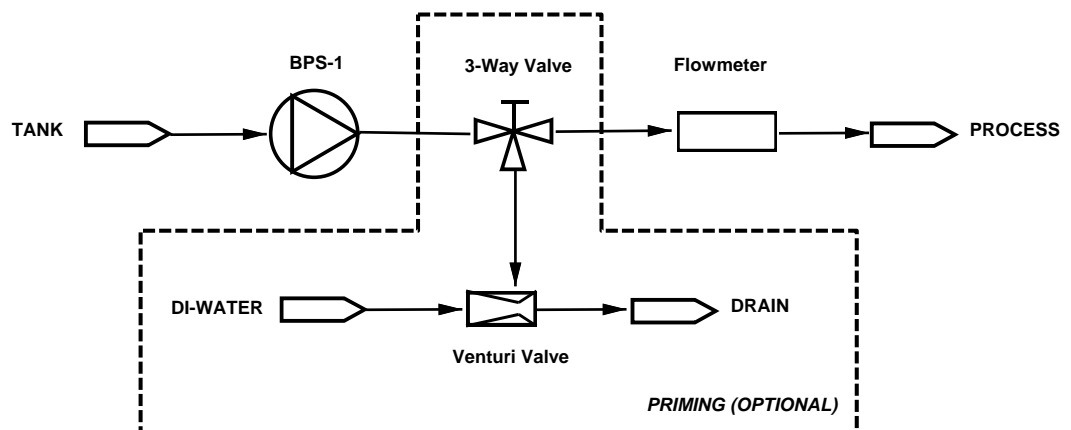 BPS-1
3-Way Valve
Flowmeter
TANK
PROCESS
DI-WATER
DRAIN
Venturi Valve
PRIMING (OPTIONAL)